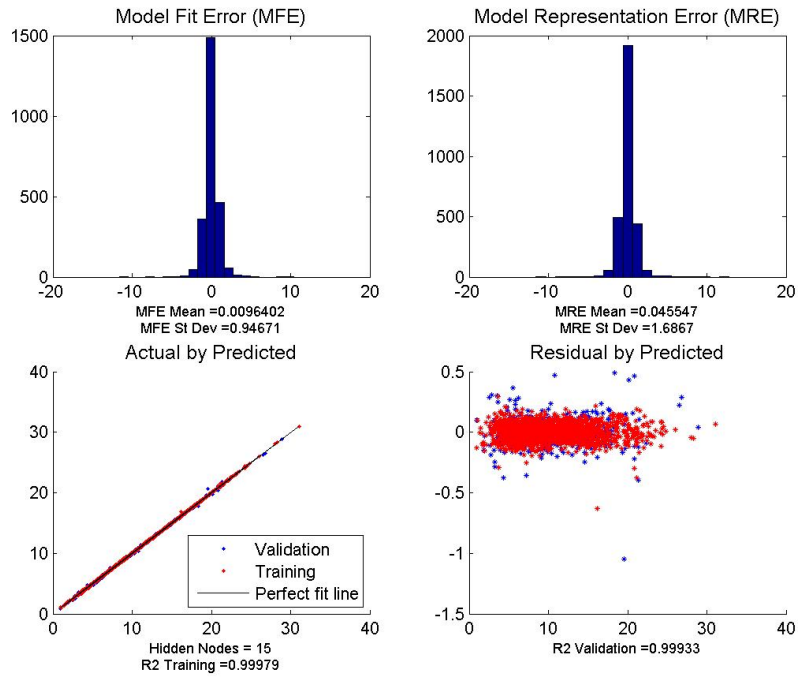 Model Fit Error (MFE)
1500
1000
500
0
-20
-10
0
10
20
MFE Mean =0.0096402
MFE St Dev =0.94671
Model Representation Error (MRE)
2000
1500
1000
500
0
-20
-10
0
10
20
MRE Mean =0.045547
MRE St Dev =1.6867
Actual by Predicted
40
30
20
10
0
0
10
20
30
40
Validation
Training
Perfect fit line
Hidden Nodes = 15
R2 Training =0.99979
Residual by Predicted
0.5
0
-0.5
-1
-1.5
0
10
20
30
40
R2 Validation =0.99933